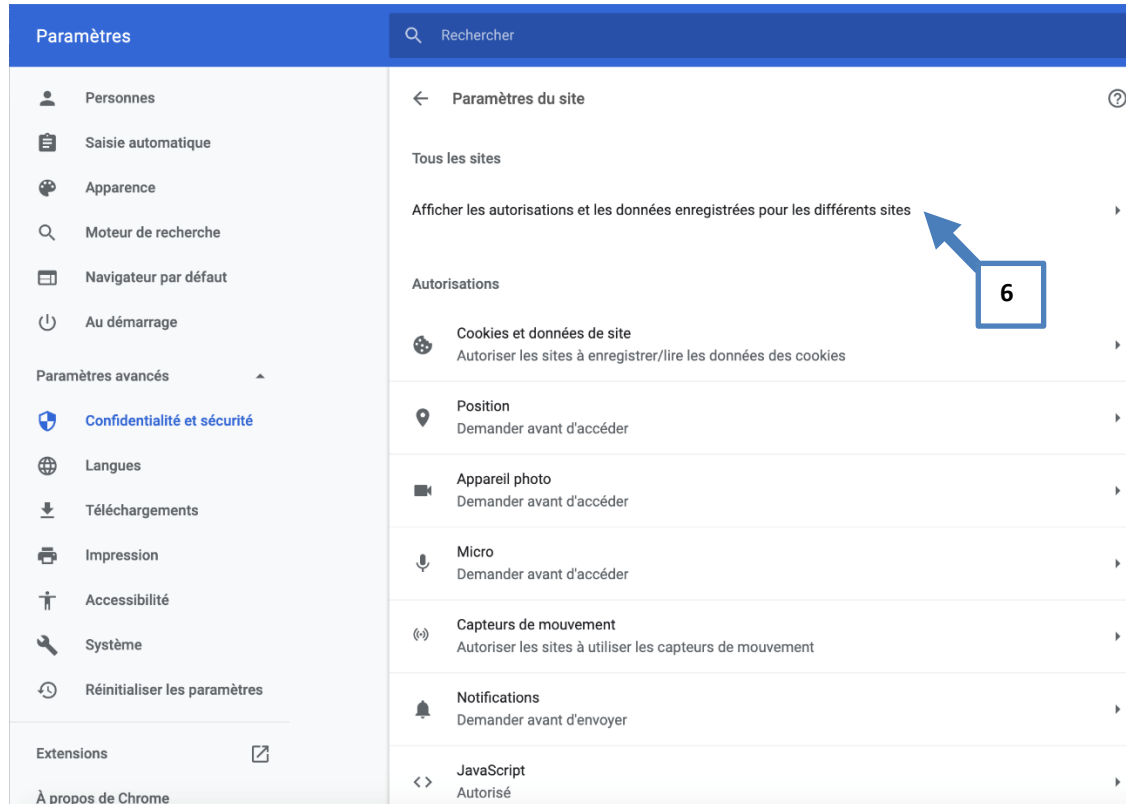 Paramètres
Rechercher
Personnes
Saisie automatique
Apparence
Moteur de recherche
Navigateur par défaut
Au démarrage
Paramètres avancés
Confidentialité et sécurité
Langues
Téléchargements
Impression
Accessibilité
Système
Réinitialiser les paramètres
Extensions
À propos de Chrome
Paramètres du site
Tous les sites
Afficher les autorisations et les données enregistrées pour les différents sites
6
Autorisations
Cookies et données de site
Autoriser les sites à enregistrer/lire les données des cookies
Position
Demander avant d'accéder
Appareil photo
Demander avant d'accéder
Micro
Demander avant d'accéder
Capteurs de mouvement
Autoriser les sites à utiliser les capteurs de mouvement
Notifications
Demander avant d'envoyer
JavaScript
Autorisé